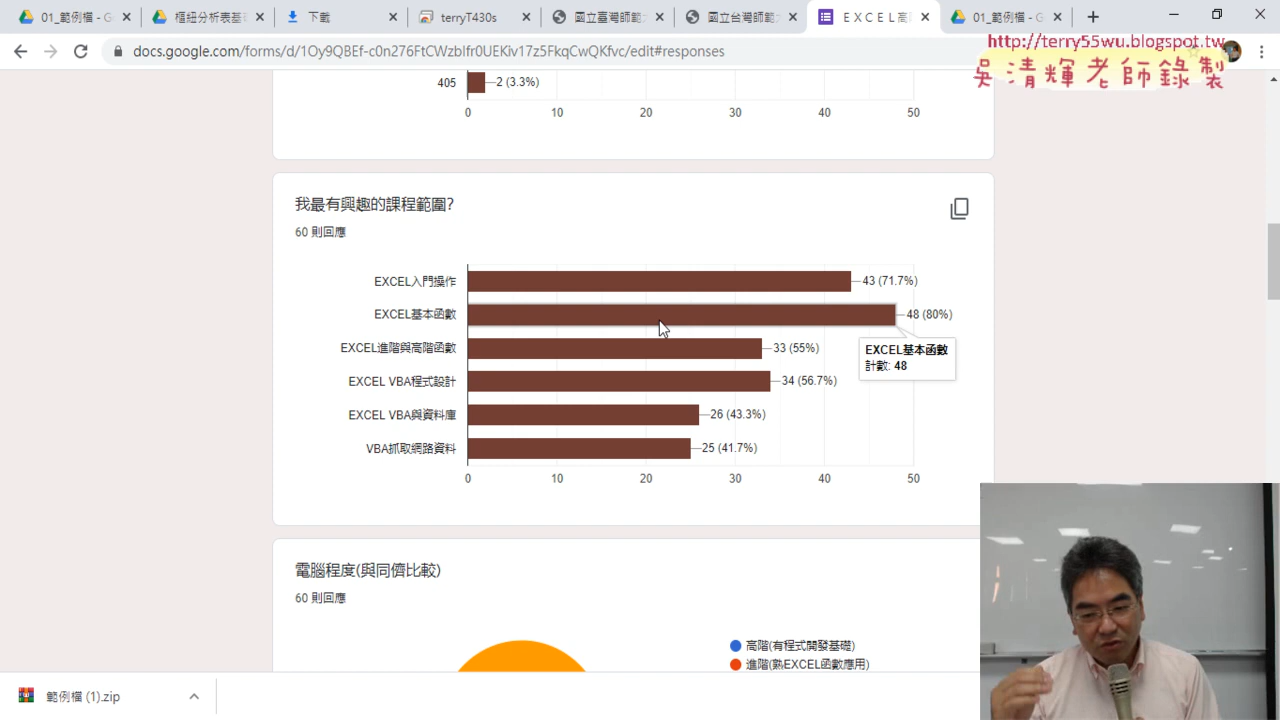 01_範例檔 - G
樞紐分析表基礎
下載
terryT430s
國立臺灣師範
國立台灣師範大
ＥＸＣＥＬ高
01_範例檔 - G
docs.google.com/forms/d/1Oy9QBEf-c0n276FtCWzbIfr0UEKiv17z5FkqCwQKfvc/edit#responses
http://terry55wu.blogspot.tw
吳清輝老師錄製
405
2 (3.3%)
0 10 20 30 40 50
我最有興趣的課程範圍?
60 則回應
EXCEL入門操作 43 (71.7%)
EXCEL基本函數 48 (80%)
EXCEL進階與高階函數 33 (55%)
EXCEL基本函數
計數: 48
EXCEL VBA程式設計 34 (56.7%)
EXCEL VBA與資料庫 26 (43.3%)
VBA抓取網路資料 25 (41.7%)
0 10 20 30 40 50
電腦程度(與同儕比較)
60 則回應
高階(有程式開發基礎)
進階(熟EXCEL函數應用)
範例檔 (1).zip